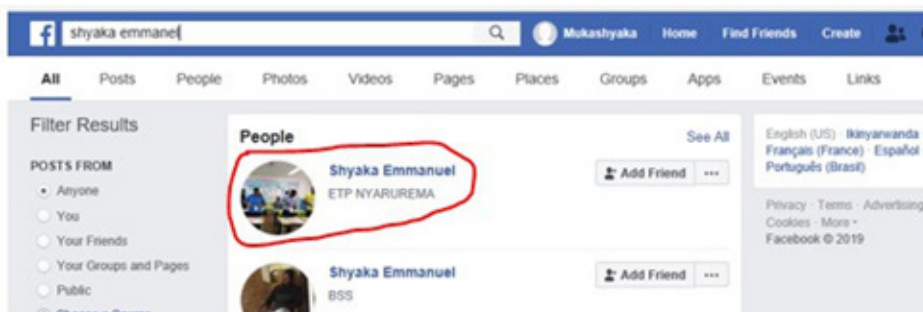 f shyaka emmanel Mukashyaka Home Find Friends Create
All Posts People Photos Videos Pages Places Groups Apps Events Links
Filter Results
POSTS FROM
Anyone
You
Your Friends
Your Groups and Pages
Public
People See All
Shyaka Emmanuel
ETP NYARUREMA
Add Friend
Shyaka Emmanuel
BSS
Add Friend
English (US) · Ikinyarwanda
Français (France) · Español
Português (Brasil)
Privacy · Terms · Advertising
Cookies · More
Facebook © 2019